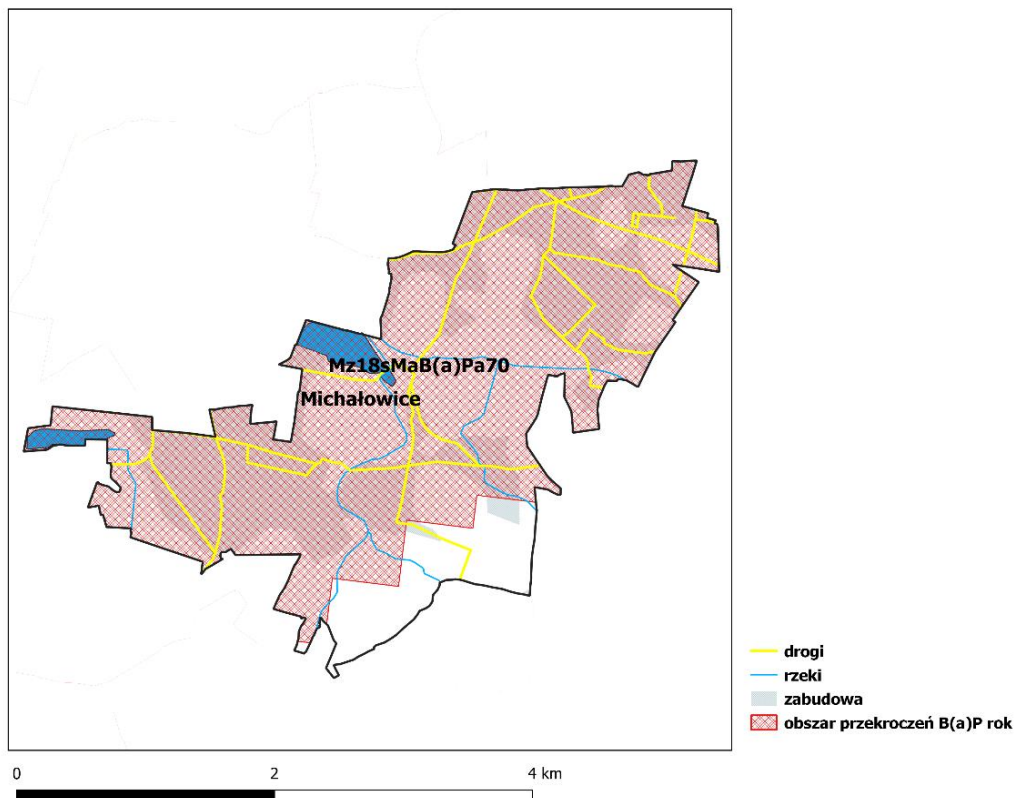 Mz18sMaB(a)Pa70
Michałowice
drogi
rzeki
zabudowa
obszar przekroczeń B(a)P rok
0 2 4 km